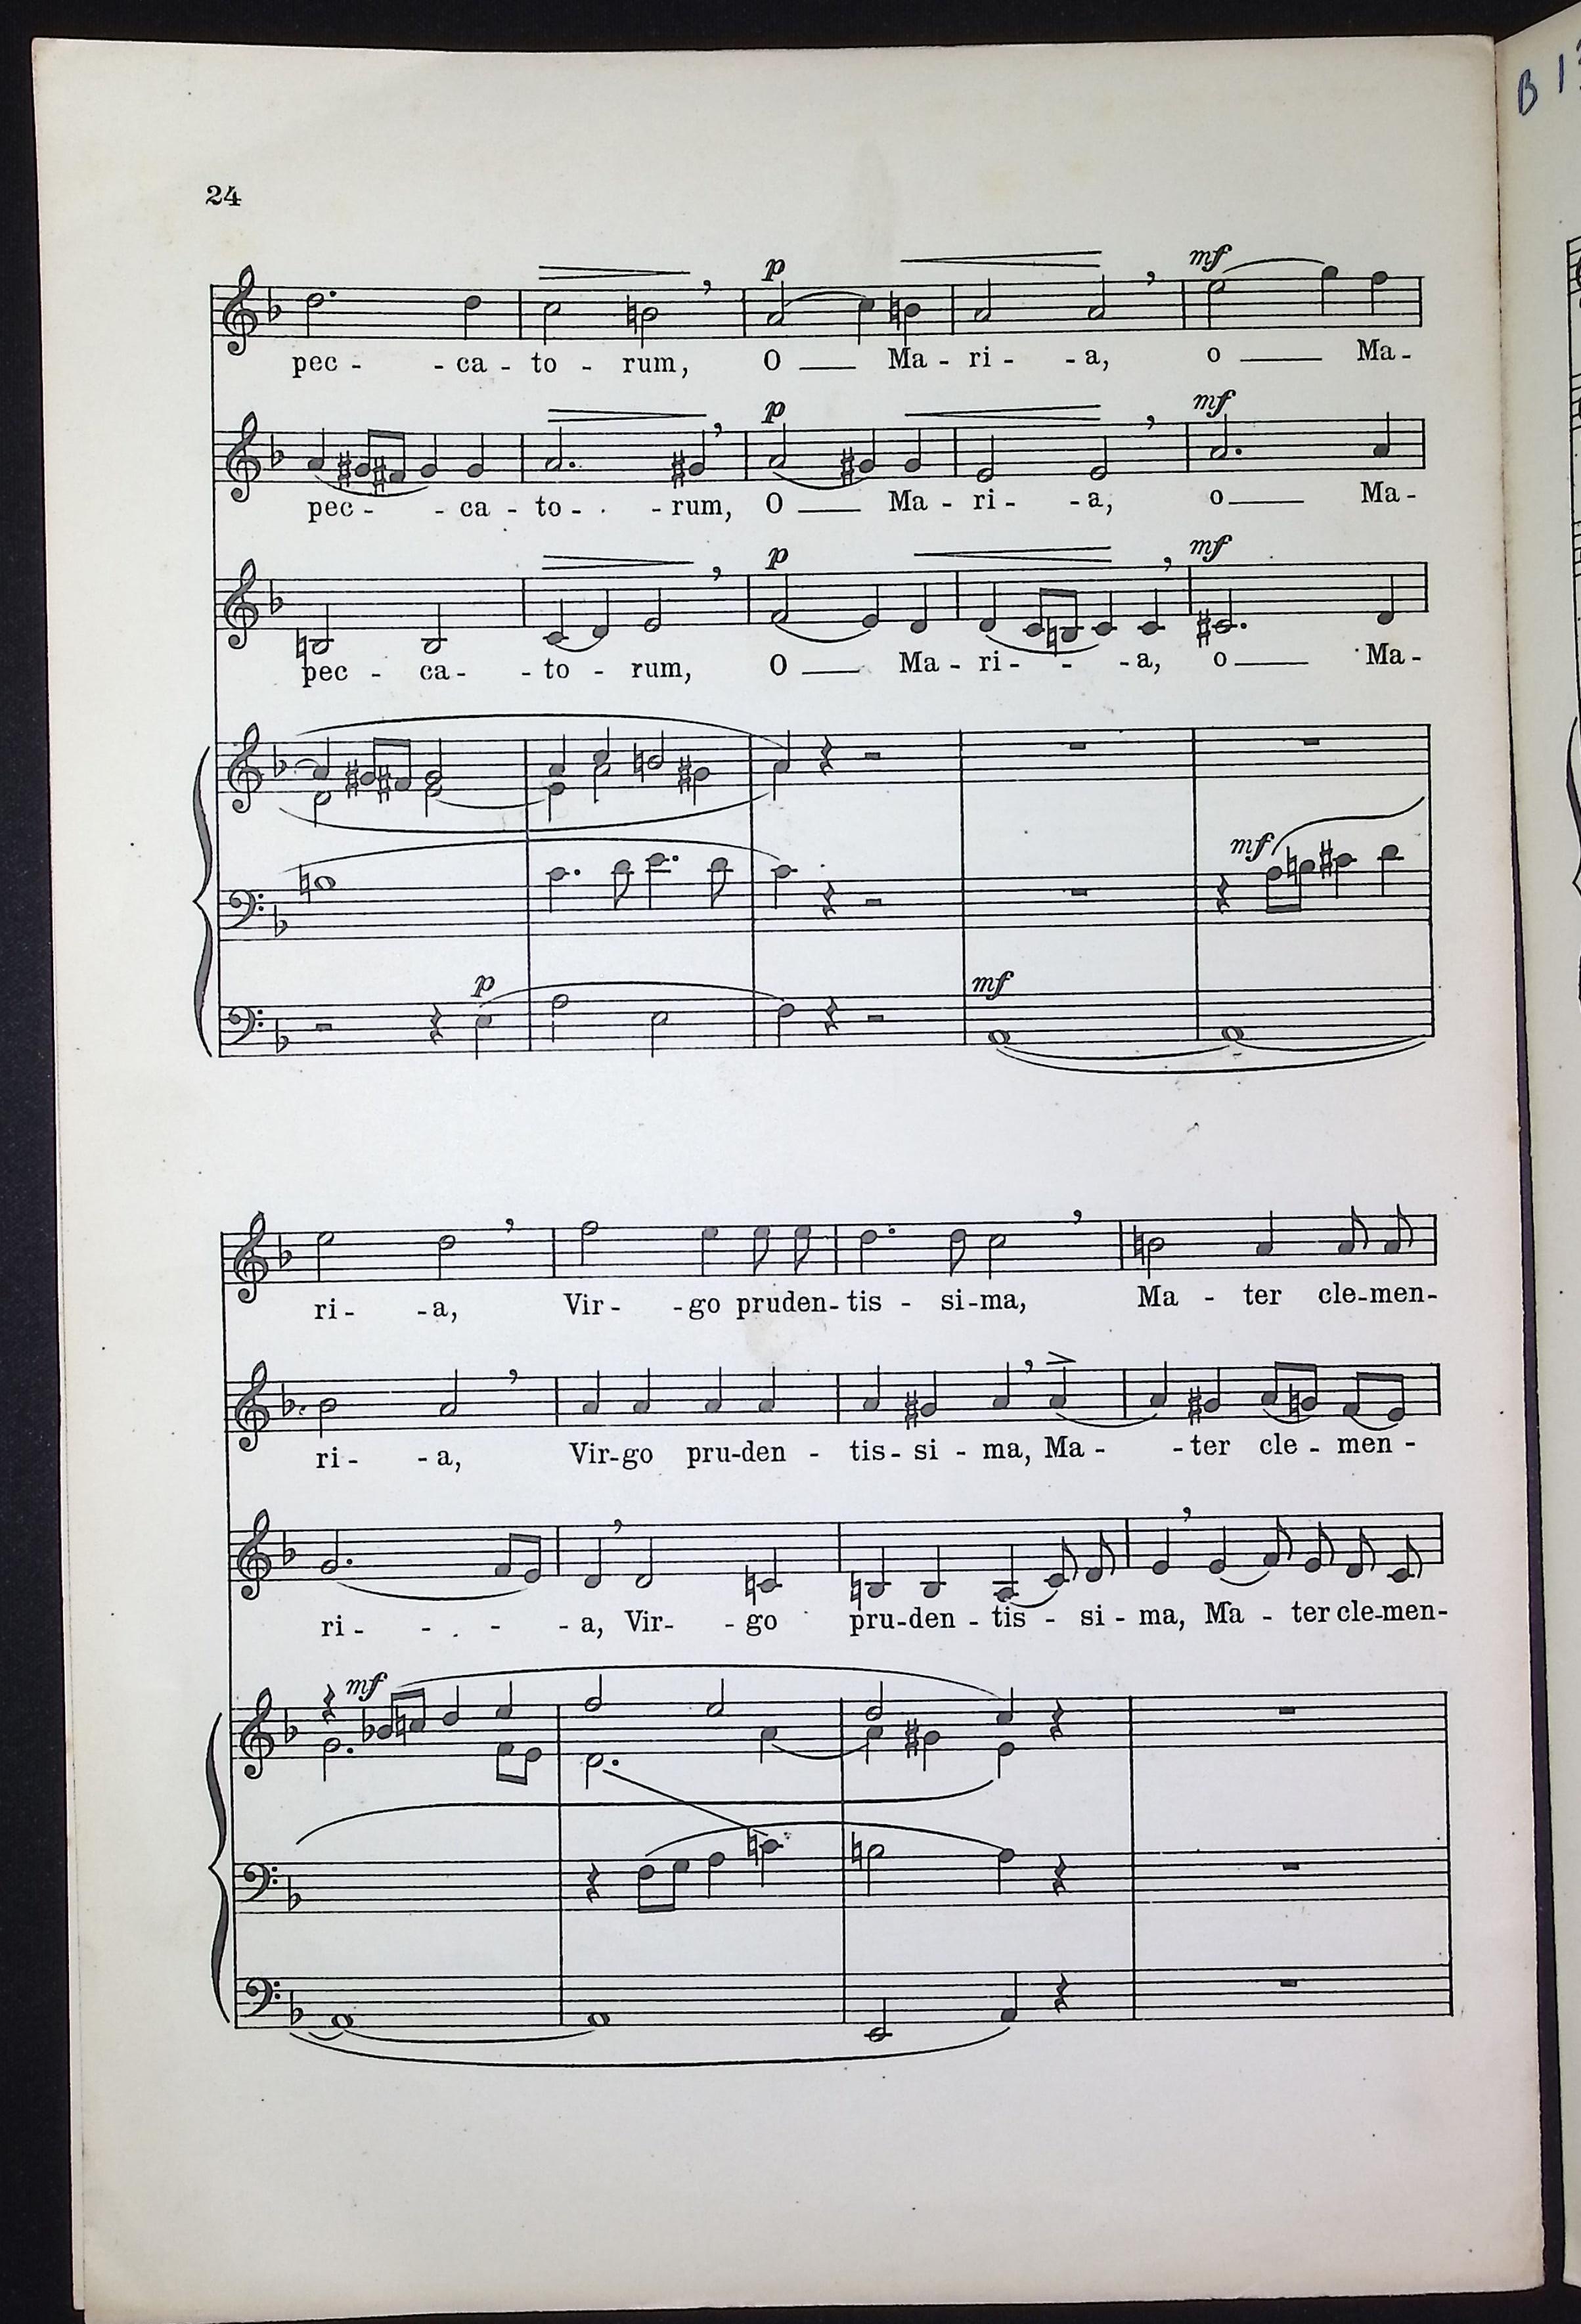 24
B 1
mf
p
pec - - ca - to - rum, O Ma - ri - - a, o Ma -
mf
p
pec - - ca - to - - rum, O Ma - ri - - a, o Ma -
mf
p
pec - ca - - to - rum, O Ma - ri - - - a, o Ma -
mf
p mf
ri - - a, Vir - - go pruden - tis - si - ma, Ma - ter cle - men -
ri - - a, Vir - go pru - den - tis - si - ma, Ma - - ter cle - men -
ri - - - - a, Vir - - go pru - den - tis - si - ma, Ma - ter cle - men -
mf